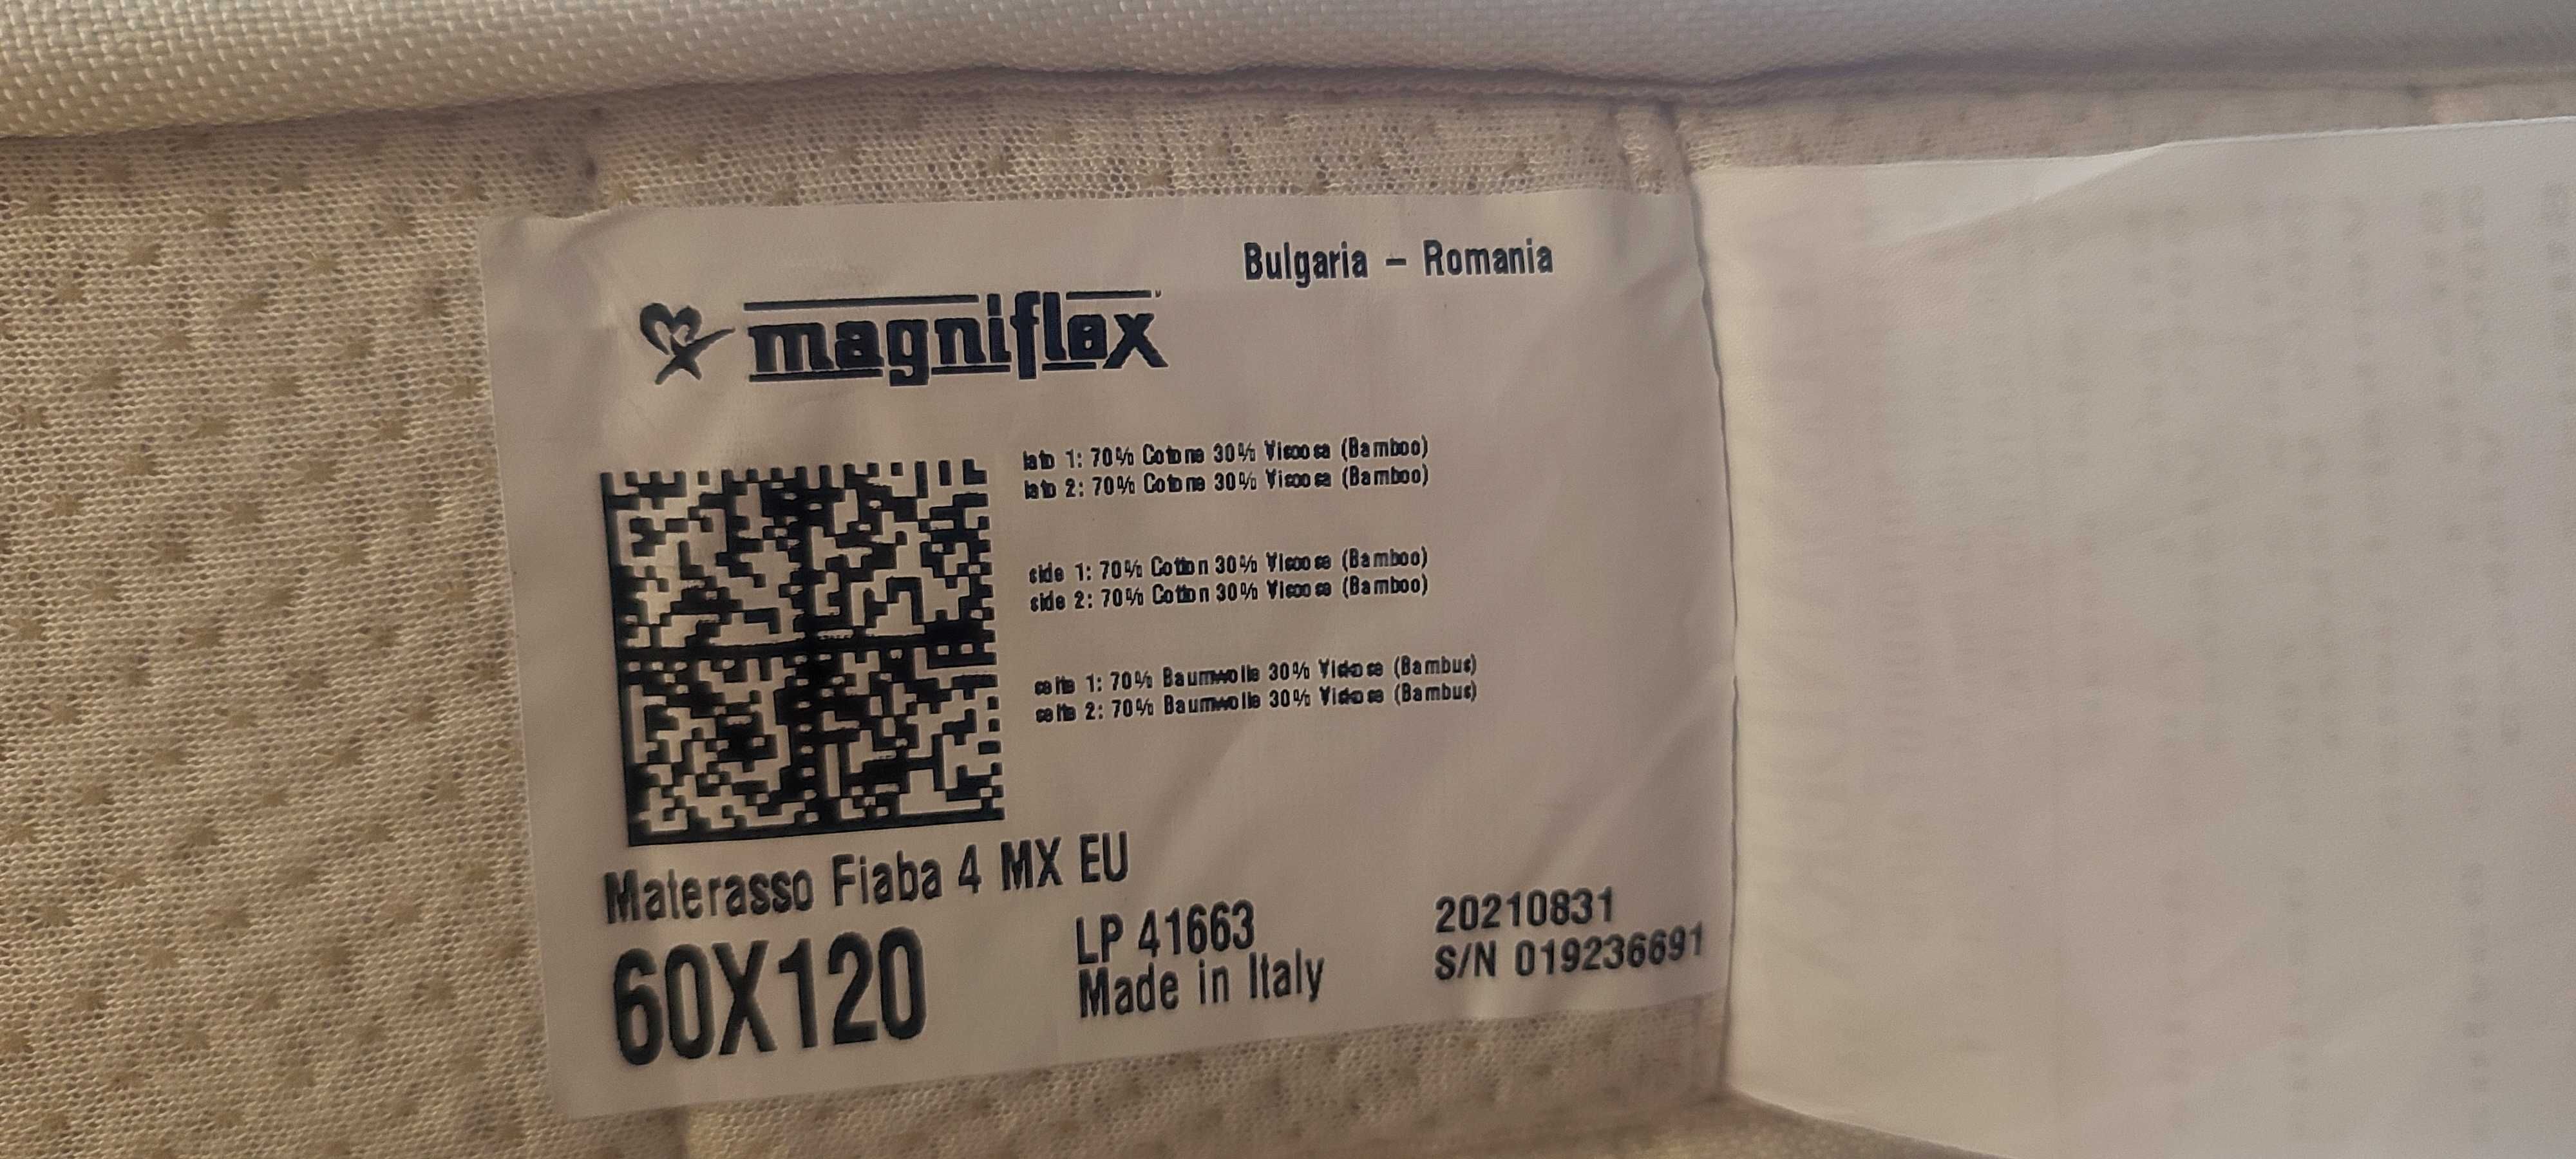 Bulgaria – Romania
magniflex
lato 1: 70% Cotone 30% Viscosa (Bamboo)
lato 2: 70% Cotone 30% Viscosa (Bamboo)
side 1: 70% Cotton 30% Viscose (Bamboo)
side 2: 70% Cotton 30% Viscose (Bamboo)
seite 1: 70% Baumwolle 30% Viskose (Bambus)
seite 2: 70% Baumwolle 30% Viskose (Bambus)
Materasso Fiaba 4 MX EU
60X120
LP 41663
Made in Italy
20210831
S/N 019236691